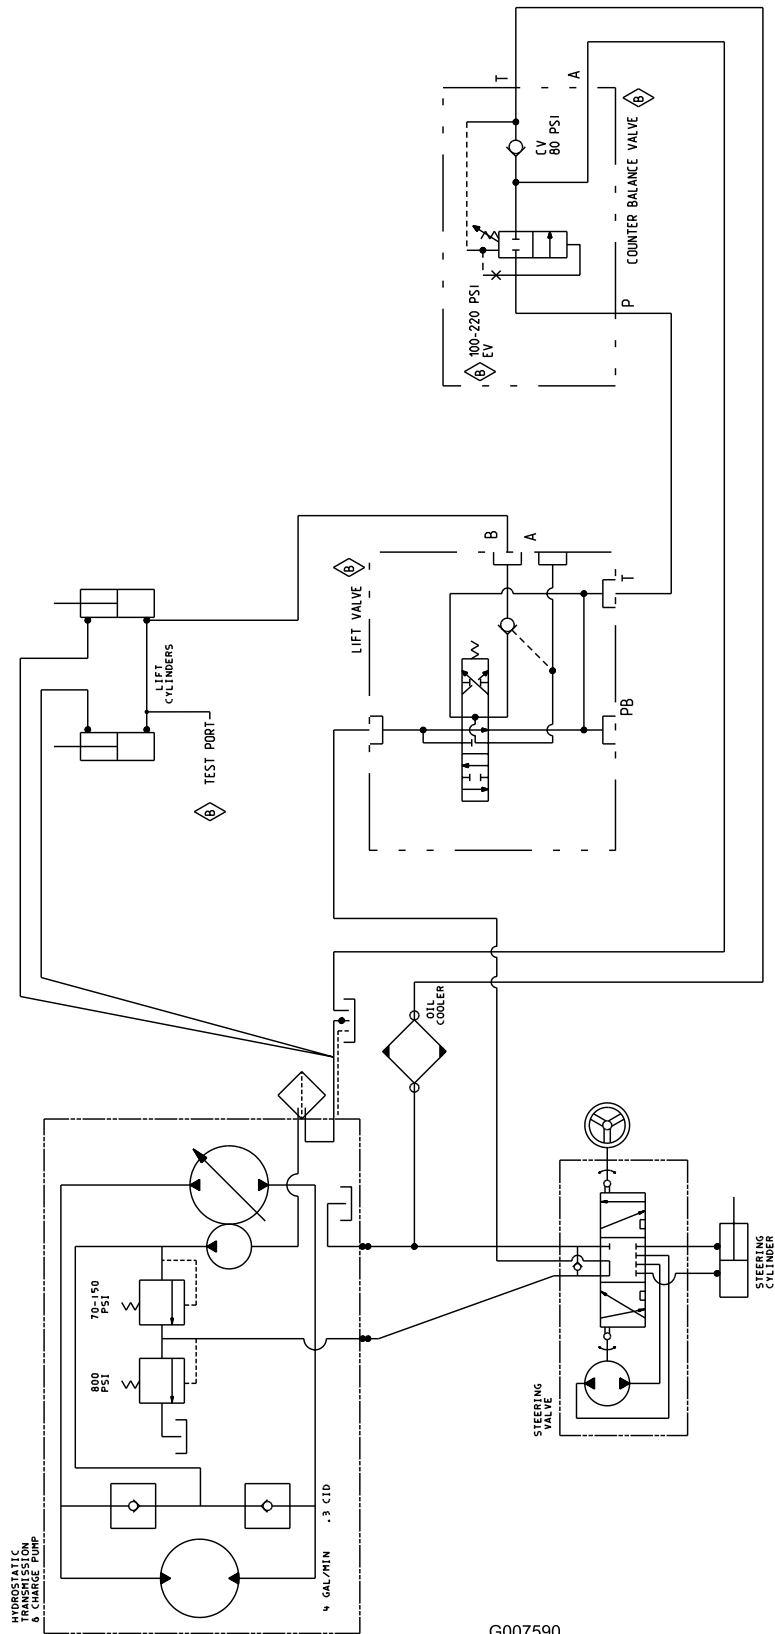 T
A
CV
80 PSI
B
COUNTER BALANCE VALVE
P
100-220 PSI
EV
B
B
A
B
LIFT VALVE
T
PB
LIFT
CYLINDERS
TEST PORT
B
OIL
COOLER
70-150
PSI
800
PSI
STEERING
CYLINDER
STEERING
VALVE
.3 CID
4 GAL/MIN
HYDROSTATIC
TRANSMISSION
& CHARGE PUMP
G007590